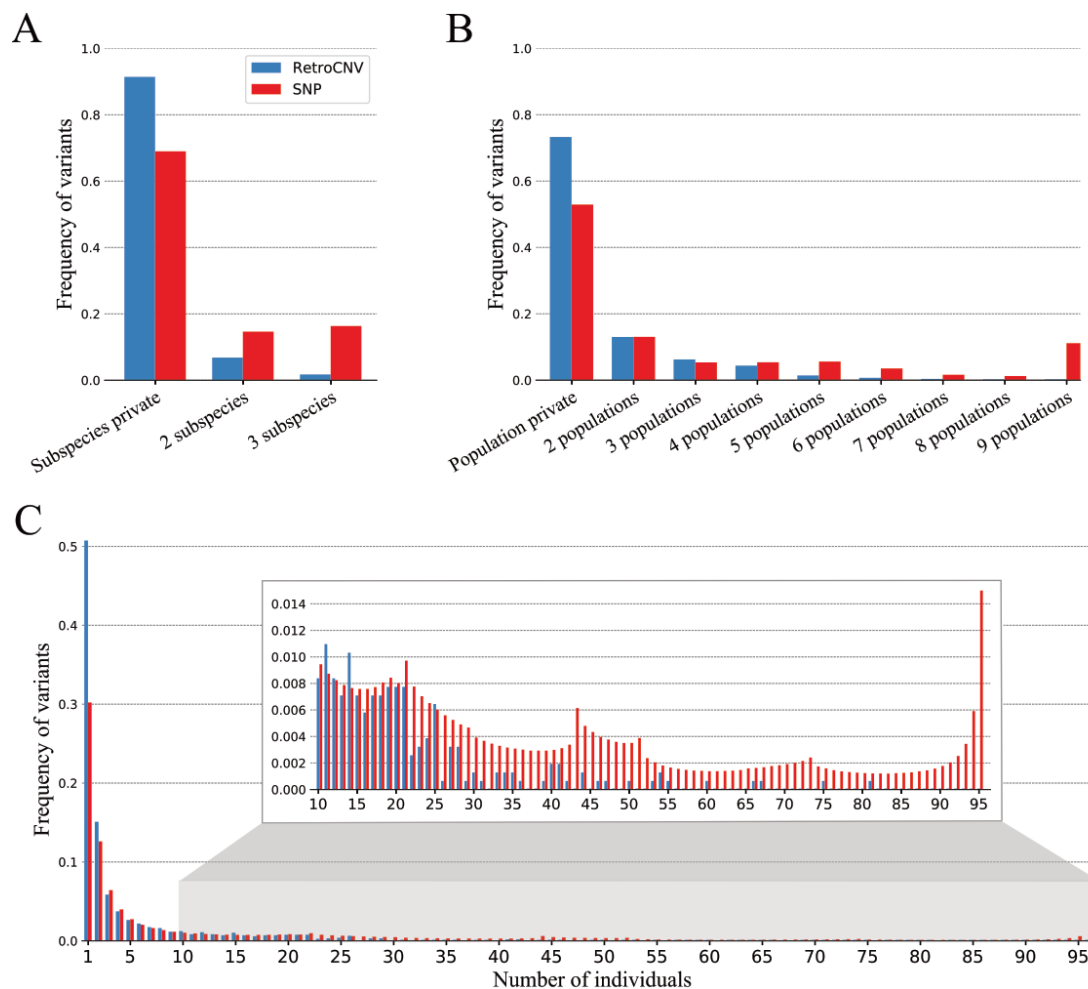 A
B
1.0
0.8
0.6
0.4
0.2
0.0
Frequency of variants
RetroCNV
SNP
Subspecies private
2 subspecies
3 subspecies
1.0
0.8
0.6
0.4
0.2
0.0
Frequency of variants
Population private
2 populations
3 populations
4 populations
5 populations
6 populations
7 populations
8 populations
9 populations
C
0.5
0.4
0.3
0.2
0.1
0.0
Frequency of variants
0.014
0.012
0.010
0.008
0.006
0.004
0.002
0.000
10 15 20 25 30 35 40 45 50 55 60 65 70 75 80 85 90 95
1 5 10 15 20 25 30 35 40 45 50 55 60 65 70 75 80 85 90 95
Number of individuals